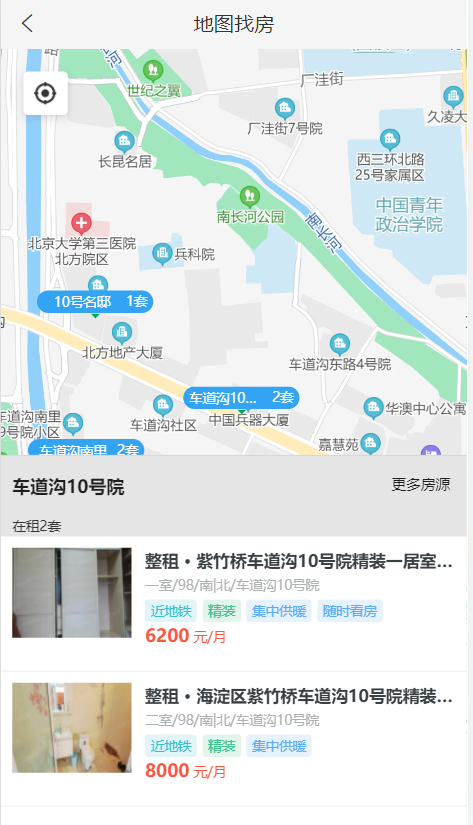 地图找房
路
河
世纪之翼
厂洼街
久凌大
厂洼街7号院
长昆名居
西三环北路
25号家属区
中国青年
政治学院
南长河公园
南长河
北京大学第三医院
北方院区
兵科院
10号名邸 1套
北方地产大厦
车道沟东路4号院
车道沟10... 2套
华澳中心公寓
车道沟南里
9号院小区
车道沟社区
中国兵器大厦
嘉慧苑
车道沟南里 2套
车道沟10号院
更多房源
在租2套
整租·紫竹桥车道沟10号院精装一居室...
一室/98/南|北/车道沟10号院
近地铁 精装 集中供暖 随时看房
6200 元/月
整租·海淀区紫竹桥车道沟10号院精装...
二室/98/南|北/车道沟10号院
近地铁 精装 集中供暖
8000 元/月